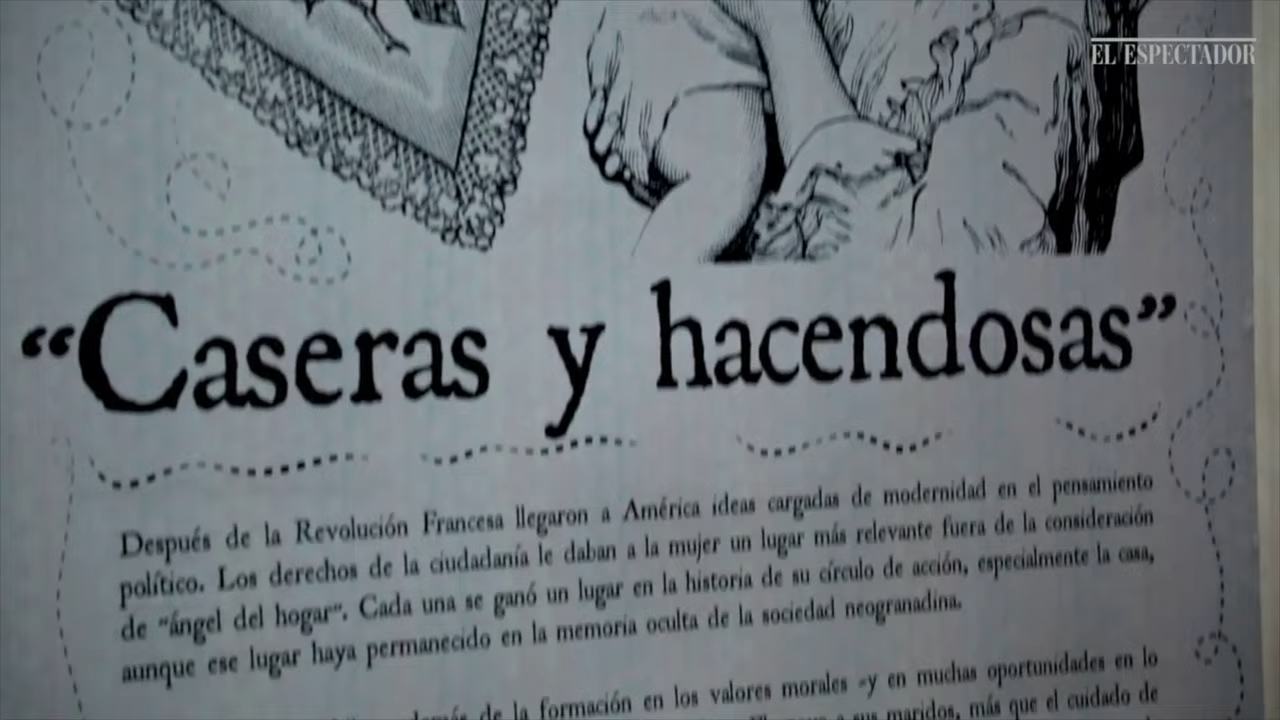 EL ESPECTADOR
“Caseras y hacendosas”
Después de la Revolución Francesa llegaron a América ideas cargadas de modernidad en el pensamiento
político. Los derechos de la ciudadanía le daban a la mujer un lugar más relevante fuera de la consideración
de "ángel del hogar". Cada una se ganó un lugar en la historia de su círculo de acción, especialmente la casa,
aunque ese lugar haya permanecido en la memoria oculta de la sociedad neogranadina.
de la formación en los valores morales -y en muchas oportunidades en lo
a sus maridos, más que el cuidado de